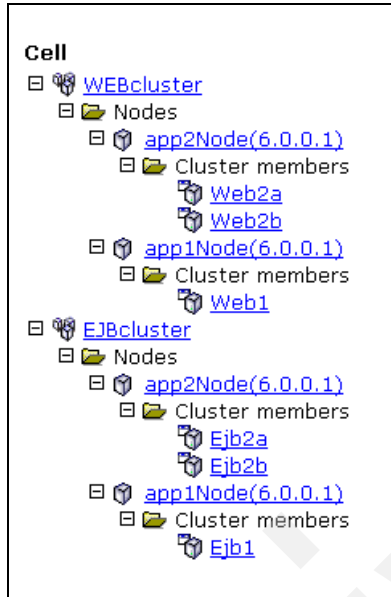 Cell
WEBcluster
Nodes
app2Node(6.0.0.1)
Cluster members
Web2a
Web2b
app1Node(6.0.0.1)
Cluster members
Web1
EJBcluster
Nodes
app2Node(6.0.0.1)
Cluster members
Ejb2a
Ejb2b
app1Node(6.0.0.1)
Cluster members
Ejb1